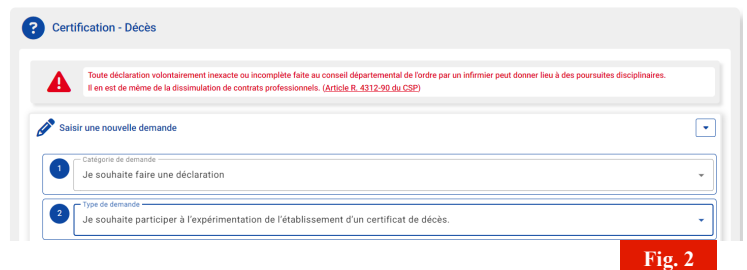 Certification - Décès
Toute déclaration volontairement inexacte ou incomplète faite au conseil départemental de l'ordre par un infirmier peut donner lieu à des poursuites disciplinaires.
Il en est de même de la dissimulation de contrats professionnels. (Article R. 4312-90 du CSP)
Saisir une nouvelle demande
1
Catégorie de demande
Je souhaite faire une déclaration
2
Type de demande
Je souhaite participer à l'expérimentation de l'établissement d'un certificat de décès.
Fig. 2